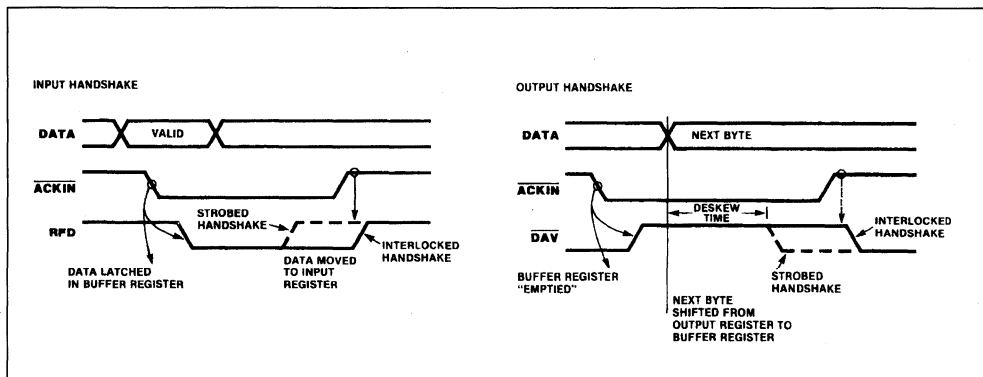 INPUT HANDSHAKE
DATA
VALID
ACKIN
RFD
STROBED
HANDSHAKE
DATA MOVED
TO INPUT
REGISTER
INTERLOCKED
HANDSHAKE
DATA LATCHED
IN BUFFER REGISTER
OUTPUT HANDSHAKE
DATA
NEXT BYTE
ACKIN
DESKEW
TIME
DAV
INTERLOCKED
HANDSHAKE
STROBED
HANDSHAKE
BUFFER REGISTER
"EMPTIED"
NEXT BYTE
SHIFTED FROM
OUTPUT REGISTER TO
BUFFER REGISTER